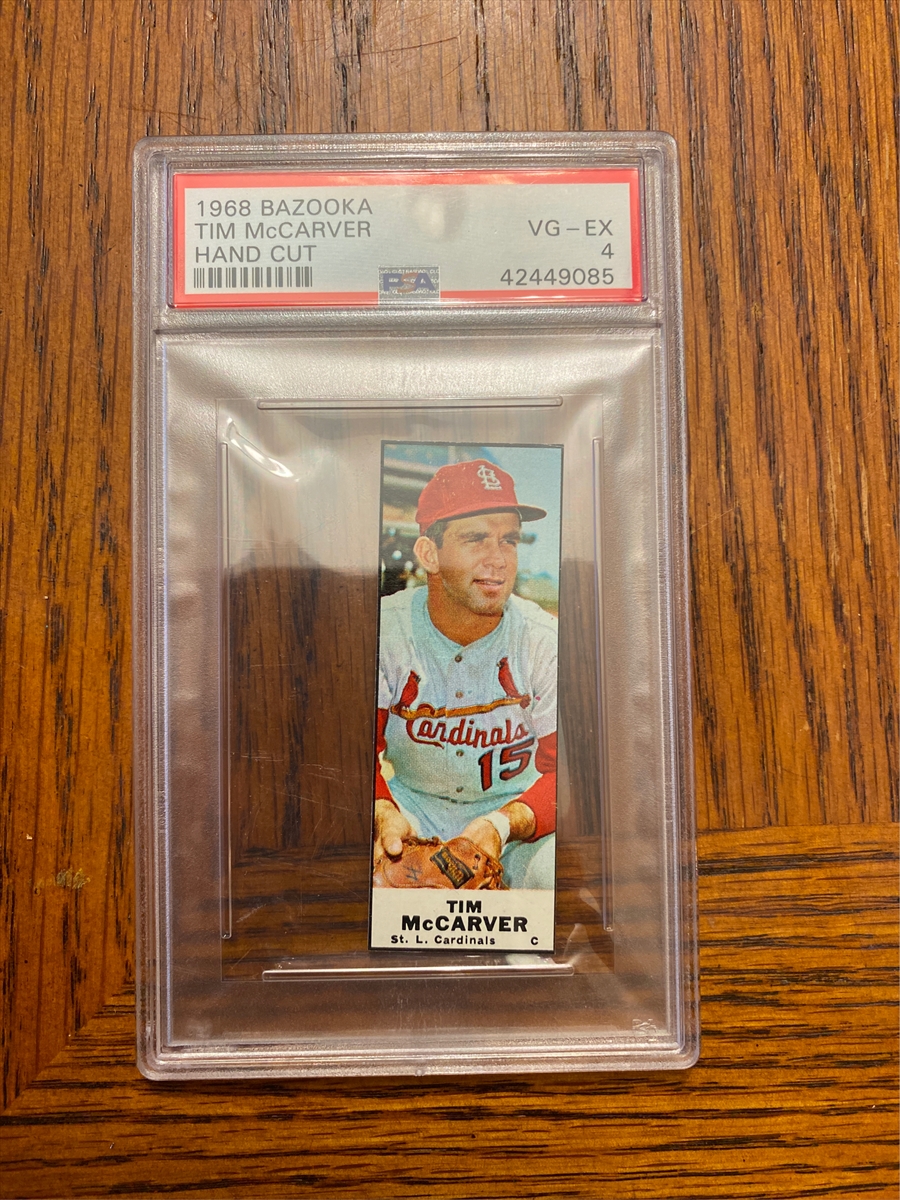 1968 BAZOOKA
TIM McCARVER
HAND CUT
VG-EX
4
42449085
Cardinals
15
TIM
McCARVER
St. L. Cardinals C